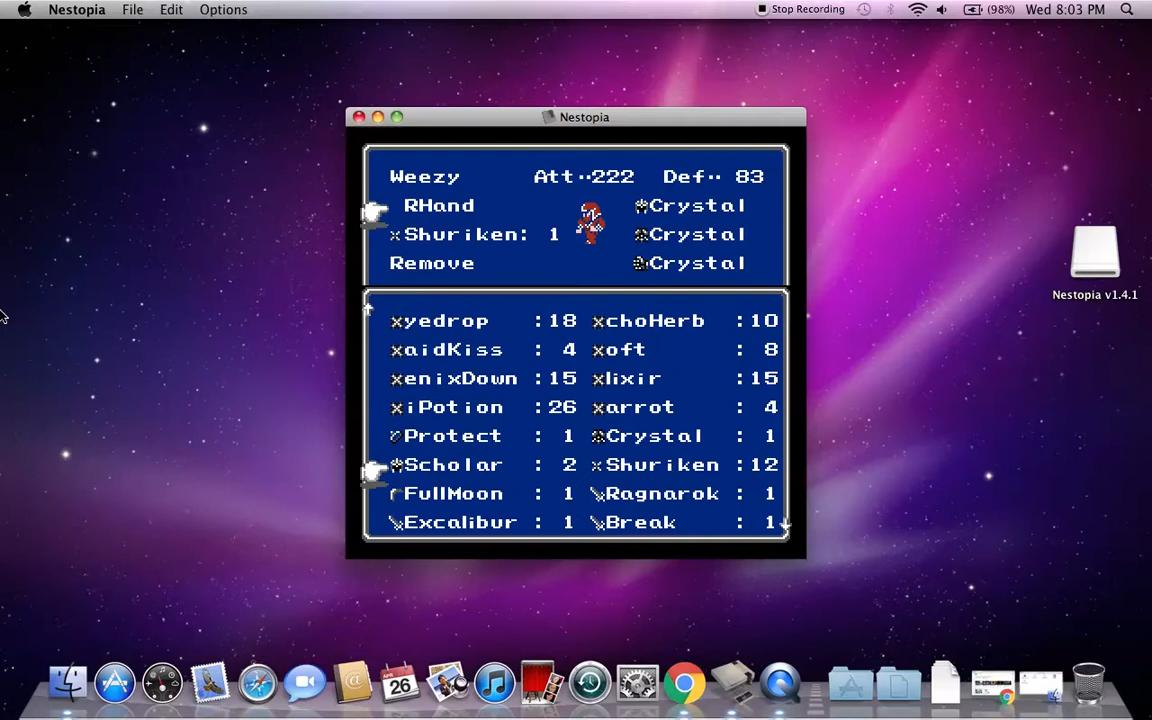 Nestopia File Edit Options Stop Recording (98%) Wed 8:03 PM
Nestopia
Weezy Att··222 Def·· 83
RHand Crystal
Shuriken: 1 Crystal
Remove Crystal
yedrop :18 choHerb :10
aidKiss : 4 oft : 8
enixDown :15 lixir :15
iPotion :26 arrot : 4
Protect : 1 Crystal : 1
Scholar : 2 Shuriken :12
FullMoon : 1 Ragnarok : 1
Excalibur : 1 Break : 1
Nestopia v1.4.1
26